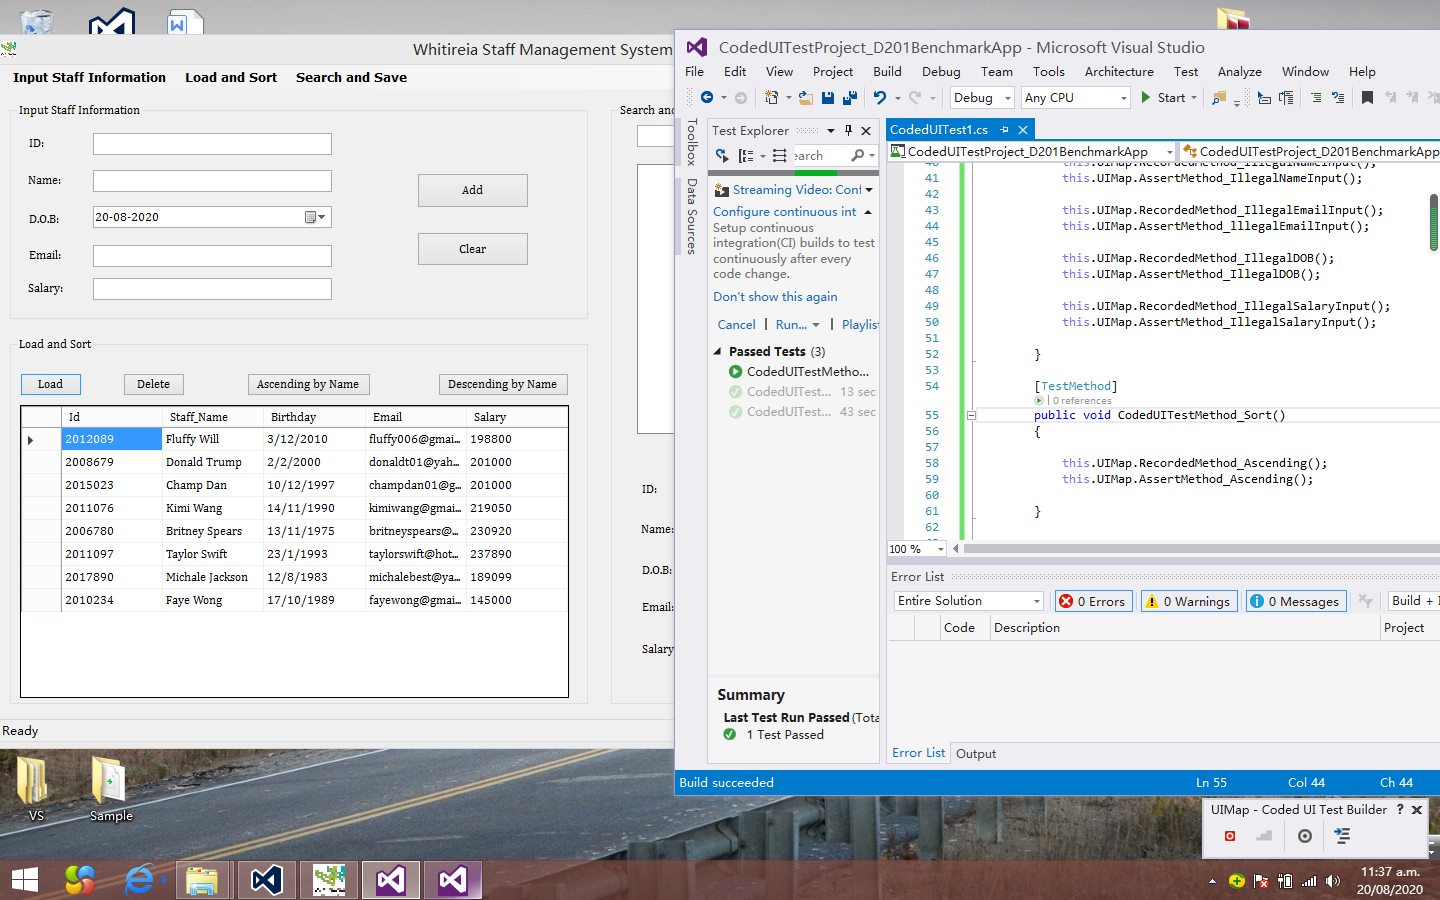 Whitireia Staff Management System
Input Staff Information Load and Sort Search and Save
Input Staff Information
ID:
Name:
D.O.B: 20-08-2020
Email:
Salary:
Add
Clear
Load and Sort
Load Delete Ascending by Name Descending by Name
Id Staff_Name Birthday Email Salary
2012089 Fluffy Will 3/12/2010 fluffy006@gmai... 198800
2008679 Donald Trump 2/2/2000 donaldt01@yah... 201000
2015023 Champ Dan 10/12/1997 champdan01@g... 201000
2011076 Kimi Wang 14/11/1990 kimiwang@gmai... 219050
2006780 Britney Spears 13/11/1975 britneyspears@... 230920
2011097 Taylor Swift 23/1/1993 taylorswift@hot... 237890
2017890 Michale Jackson 12/8/1983 michalebest@ya... 189099
2010234 Faye Wong 17/10/1989 fayewong@gmai... 145000
Ready
Search and
ID:
Name:
D.O.B:
Email:
Salary
CodedUITestProject_D201BenchmarkApp - Microsoft Visual Studio
File Edit View Project Build Debug Team Tools Architecture Test Analyze Window Help
Debug Any CPU Start
Toolbox
Data Sources
Test Explorer
earch
Streaming Video: Cont
Configure continuous int
Setup continuous
integration(CI) builds to test
continuously after every
code change.
Don't show this again
Cancel Run... Playlist
Passed Tests (3)
CodedUITestMetho...
CodedUITest... 13 sec
CodedUITest... 43 sec
Summary
Last Test Run Passed (Tota
1 Test Passed
CodedUITest1.cs
CodedUITestProject_D201BenchmarkApp CodedUITestProject_D201BenchmarkApp
40 this.UIMap.RecordedMethod_IllegalNameInput();
41 this.UIMap.AssertMethod_IllegalNameInput();
42
43 this.UIMap.RecordedMethod_IllegalEmailInput();
44 this.UIMap.AssertMethod_IllegalEmailInput();
45
46 this.UIMap.RecordedMethod_IllegalDOB();
47 this.UIMap.AssertMethod_IllegalDOB();
48
49 this.UIMap.RecordedMethod_IllegalSalaryInput();
50 this.UIMap.AssertMethod_IllegalSalaryInput();
51
52 }
53
54 [TestMethod]
0 references
55 public void CodedUITestMethod_Sort()
56 {
57
58 this.UIMap.RecordedMethod_Ascending();
59 this.UIMap.AssertMethod_Ascending();
60
61 }
62
100 %
Error List
Entire Solution 0 Errors 0 Warnings 0 Messages Build +
Code Description Project
Error List Output
Build succeeded Ln 55 Col 44 Ch 44
UIMap - Coded UI Test Builder ?
VS
Sample
11:37 a.m.
20/08/2020